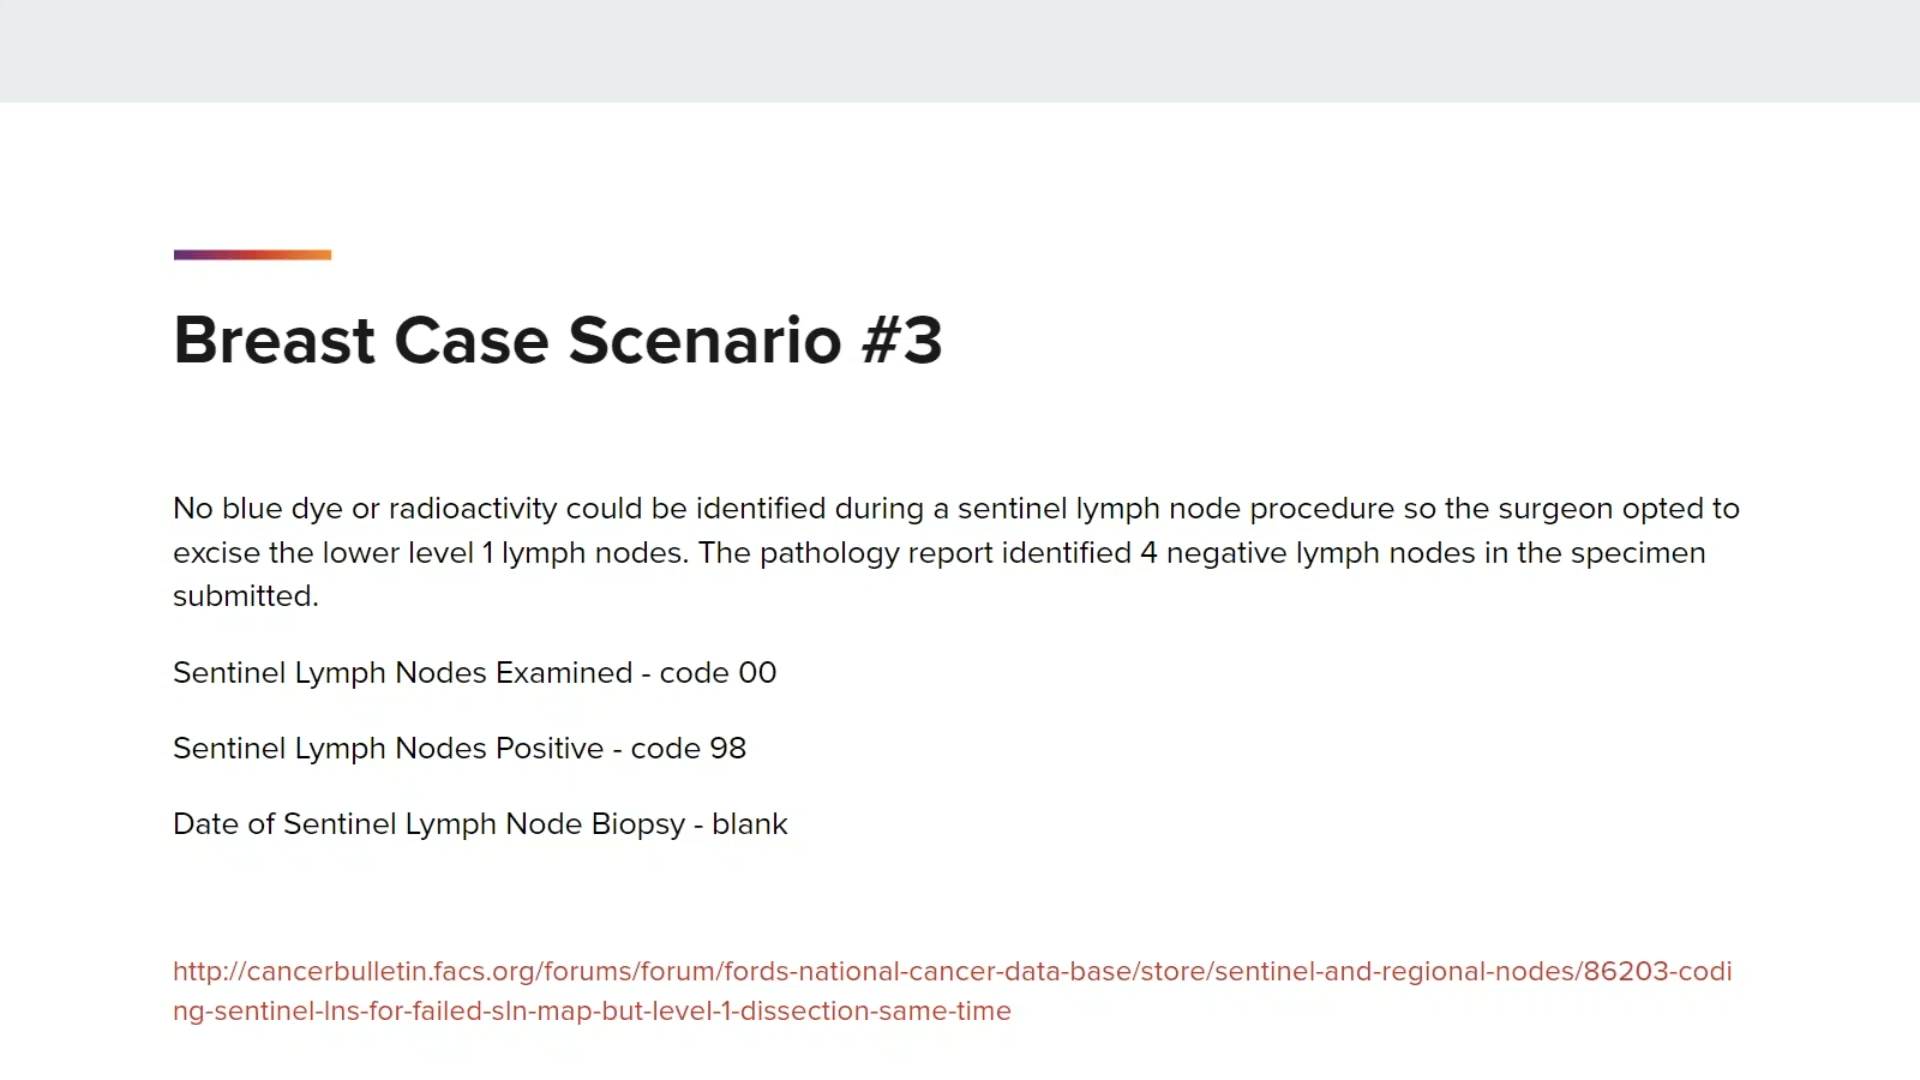 Breast Case Scenario #3
No blue dye or radioactivity could be identified during a sentinel lymph node procedure so the surgeon opted to
excise the lower level 1 lymph nodes. The pathology report identified 4 negative lymph nodes in the specimen
submitted.
Sentinel Lymph Nodes Examined - code 00
Sentinel Lymph Nodes Positive - code 98
Date of Sentinel Lymph Node Biopsy - blank
http://cancerbulletin.facs.org/forums/forum/fords-national-cancer-data-base/store/sentinel-and-regional-nodes/86203-codi
ng-sentinel-lns-for-failed-sln-map-but-level-1-dissection-same-time